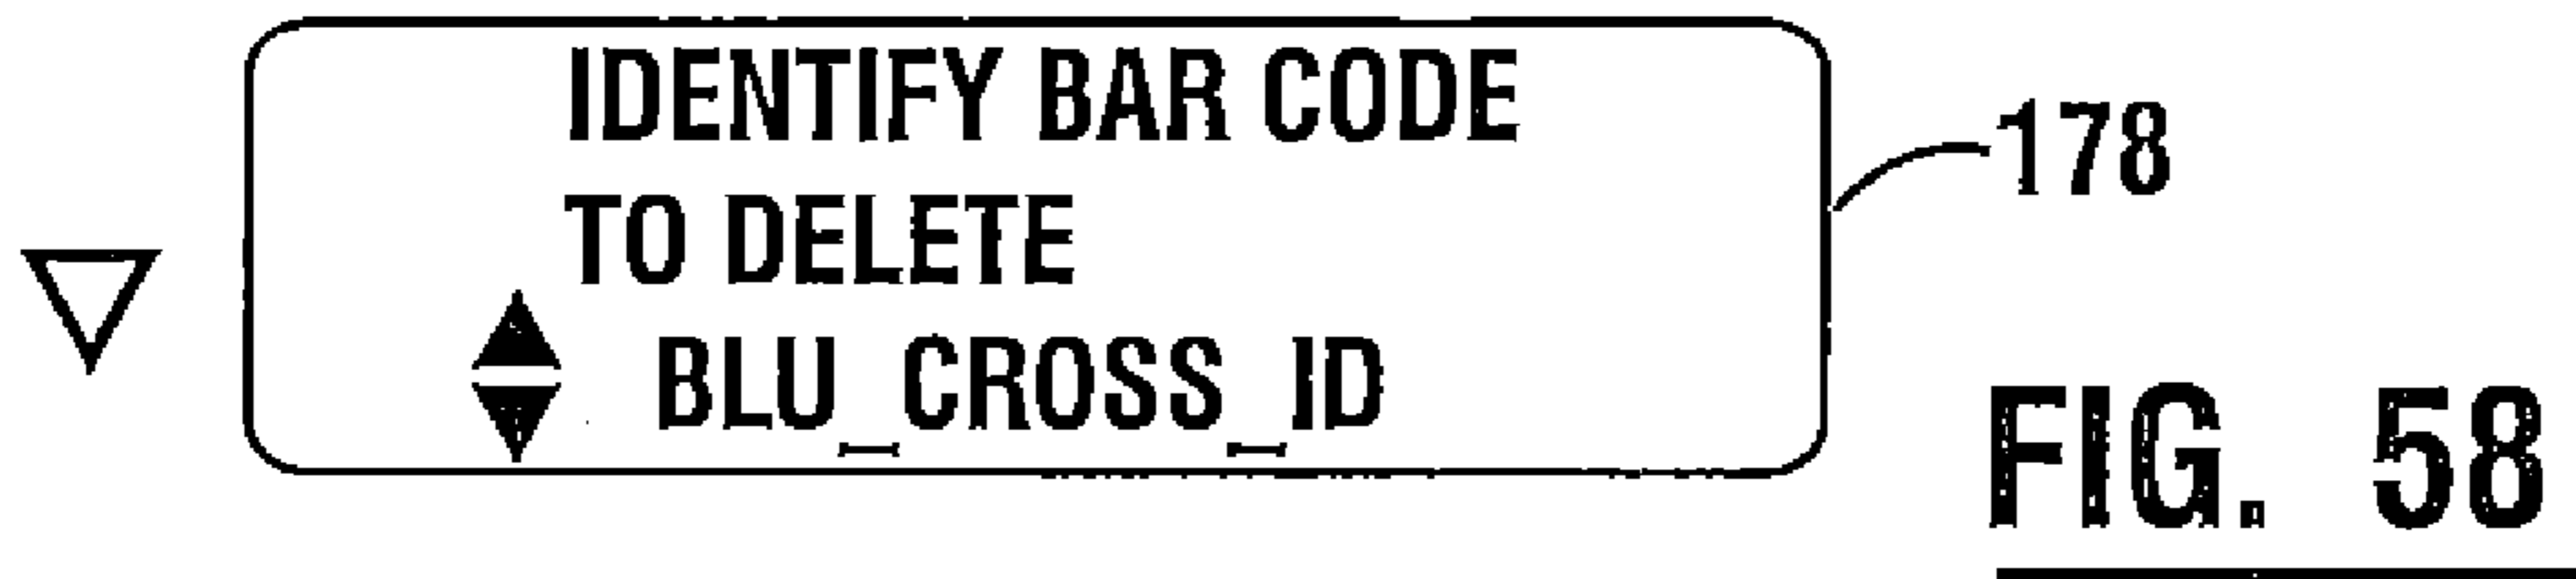 IDENTIFY BAR CODE
TO DELETE
BLU_CROSS_ID
178
FIG. 58